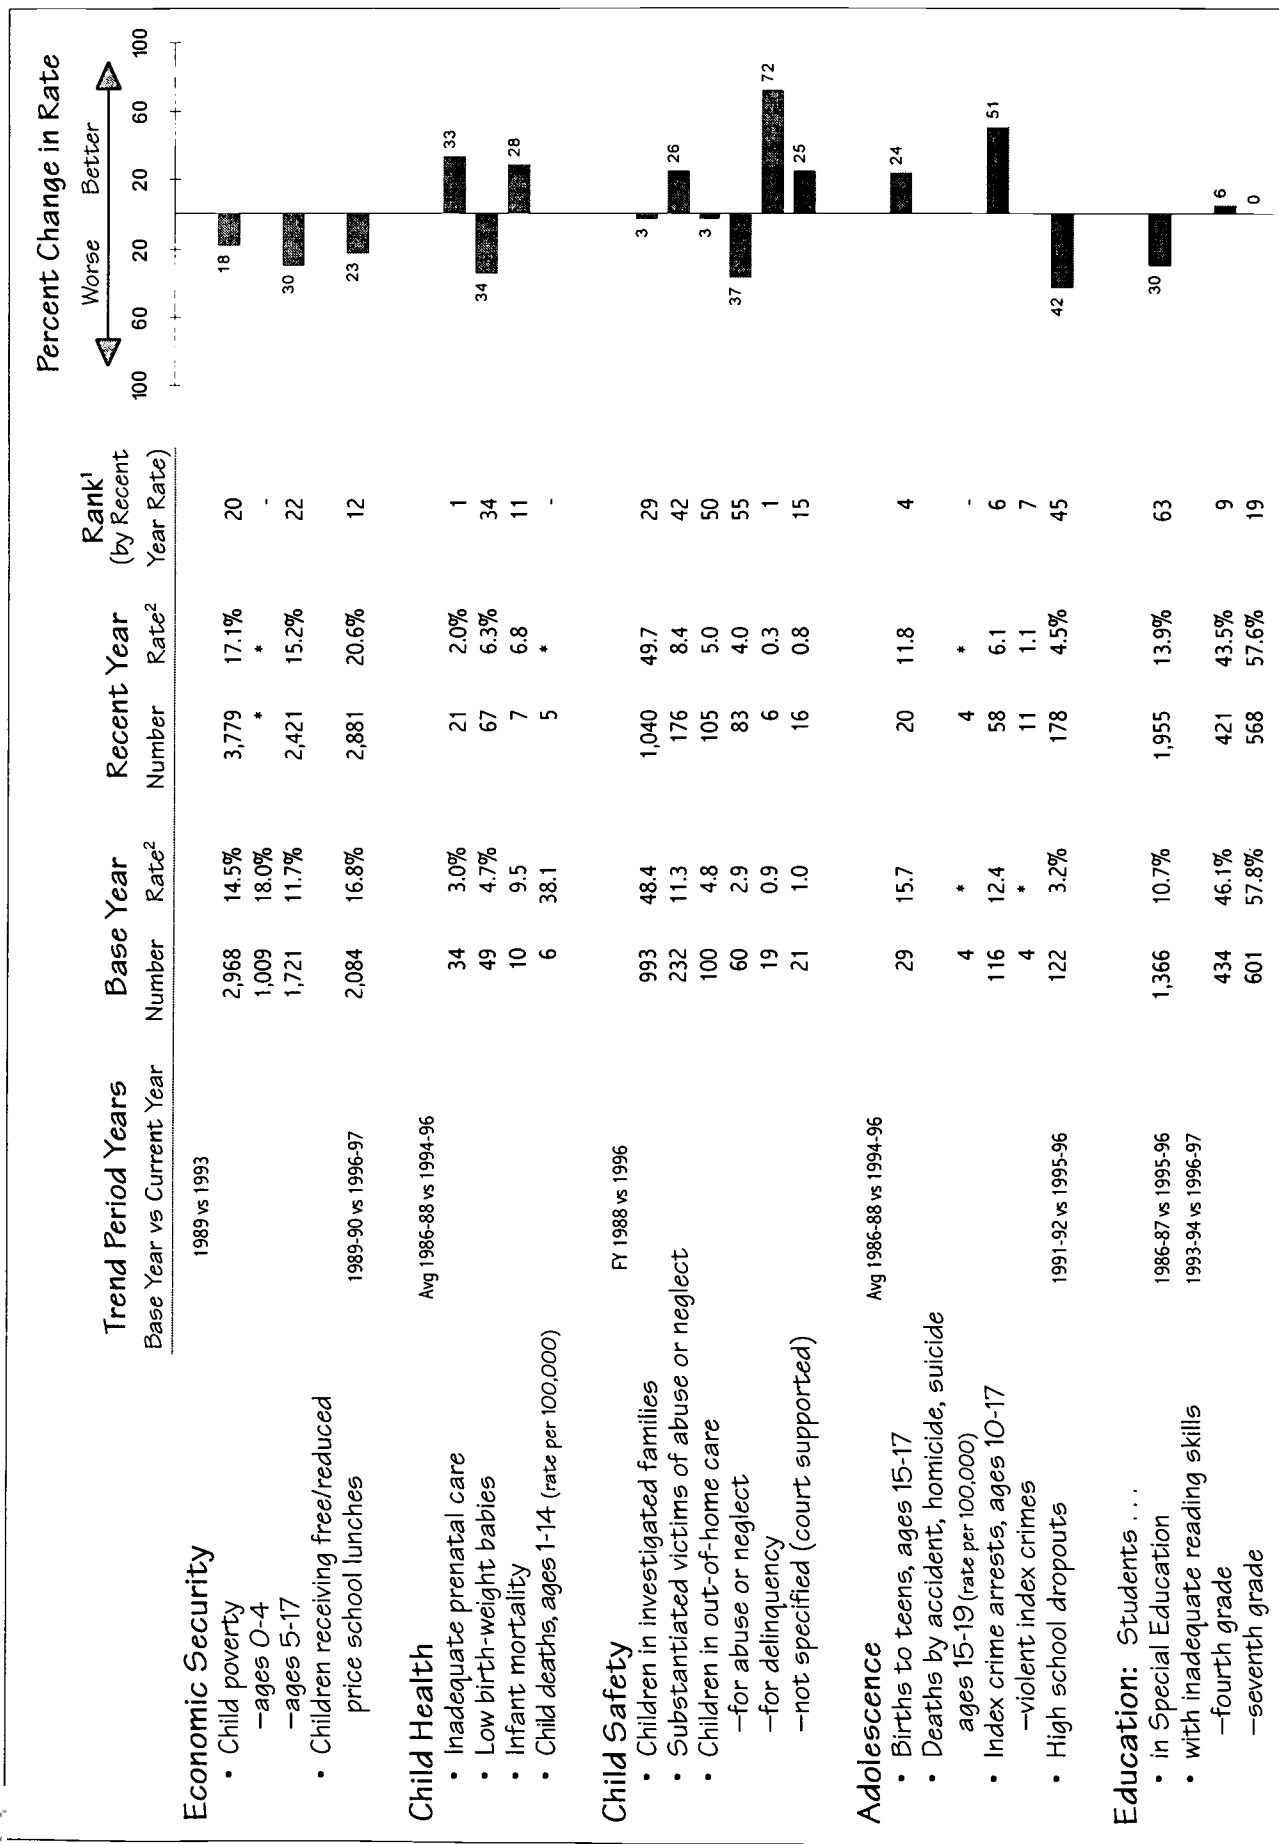 Trend Period Years Base Year Recent Year Rank¹ Percent Change in Rate
(by Recent Worse Better
Base Year vs Current Year Number Rate² Number Rate² Year Rate) 100 60 20 20 60 100
Economic Security 1989 vs 1993
• Child poverty 2,968 14.5% 3,779 17.1% 20 18
–ages 0-4 1,009 18.0% * * -
–ages 5-17 1,721 11.7% 2,421 15.2% 22 30
• Children receiving free/reduced
price school lunches 1989-90 vs 1996-97 2,084 16.8% 2,881 20.6% 12 23
Child Health Avg 1986-88 vs 1994-96
• Inadequate prenatal care 34 3.0% 21 2.0% 1 33
• Low birth-weight babies 49 4.7% 67 6.3% 34 34
• Infant mortality 10 9.5 7 6.8 11 28
• Child deaths, ages 1-14 (rate per 100,000) 6 38.1 5 * -
Child Safety FY 1988 vs 1996
• Children in investigated families 993 48.4 1,040 49.7 29 3
• Substantiated victims of abuse or neglect 232 11.3 176 8.4 42 26
• Children in out-of-home care 100 4.8 105 5.0 50 3
–for abuse or neglect 60 2.9 83 4.0 55 37
–for delinquency 19 0.9 6 0.3 1 72
–not specified (court supported) 21 1.0 16 0.8 15 25
Adolescence Avg 1986-88 vs 1994-96
• Births to teens, ages 15-17 29 15.7 20 11.8 4 24
• Deaths by accident, homicide, suicide
ages 15-19 (rate per 100,000) 4 * 4 * -
• Index crime arrests, ages 10-17 116 12.4 58 6.1 6 51
–violent index crimes 4 * 11 1.1 7
• High school dropouts 1991-92 vs 1995-96 122 3.2% 178 4.5% 45 42
Education: Students . . .
• in Special Education 1986-87 vs 1995-96 1,366 10.7% 1,955 13.9% 63 30
• with inadequate reading skills 1993-94 vs 1996-97
–fourth grade 434 46.1% 421 43.5% 9 6
–seventh grade 601 57.8% 568 57.6% 19 0